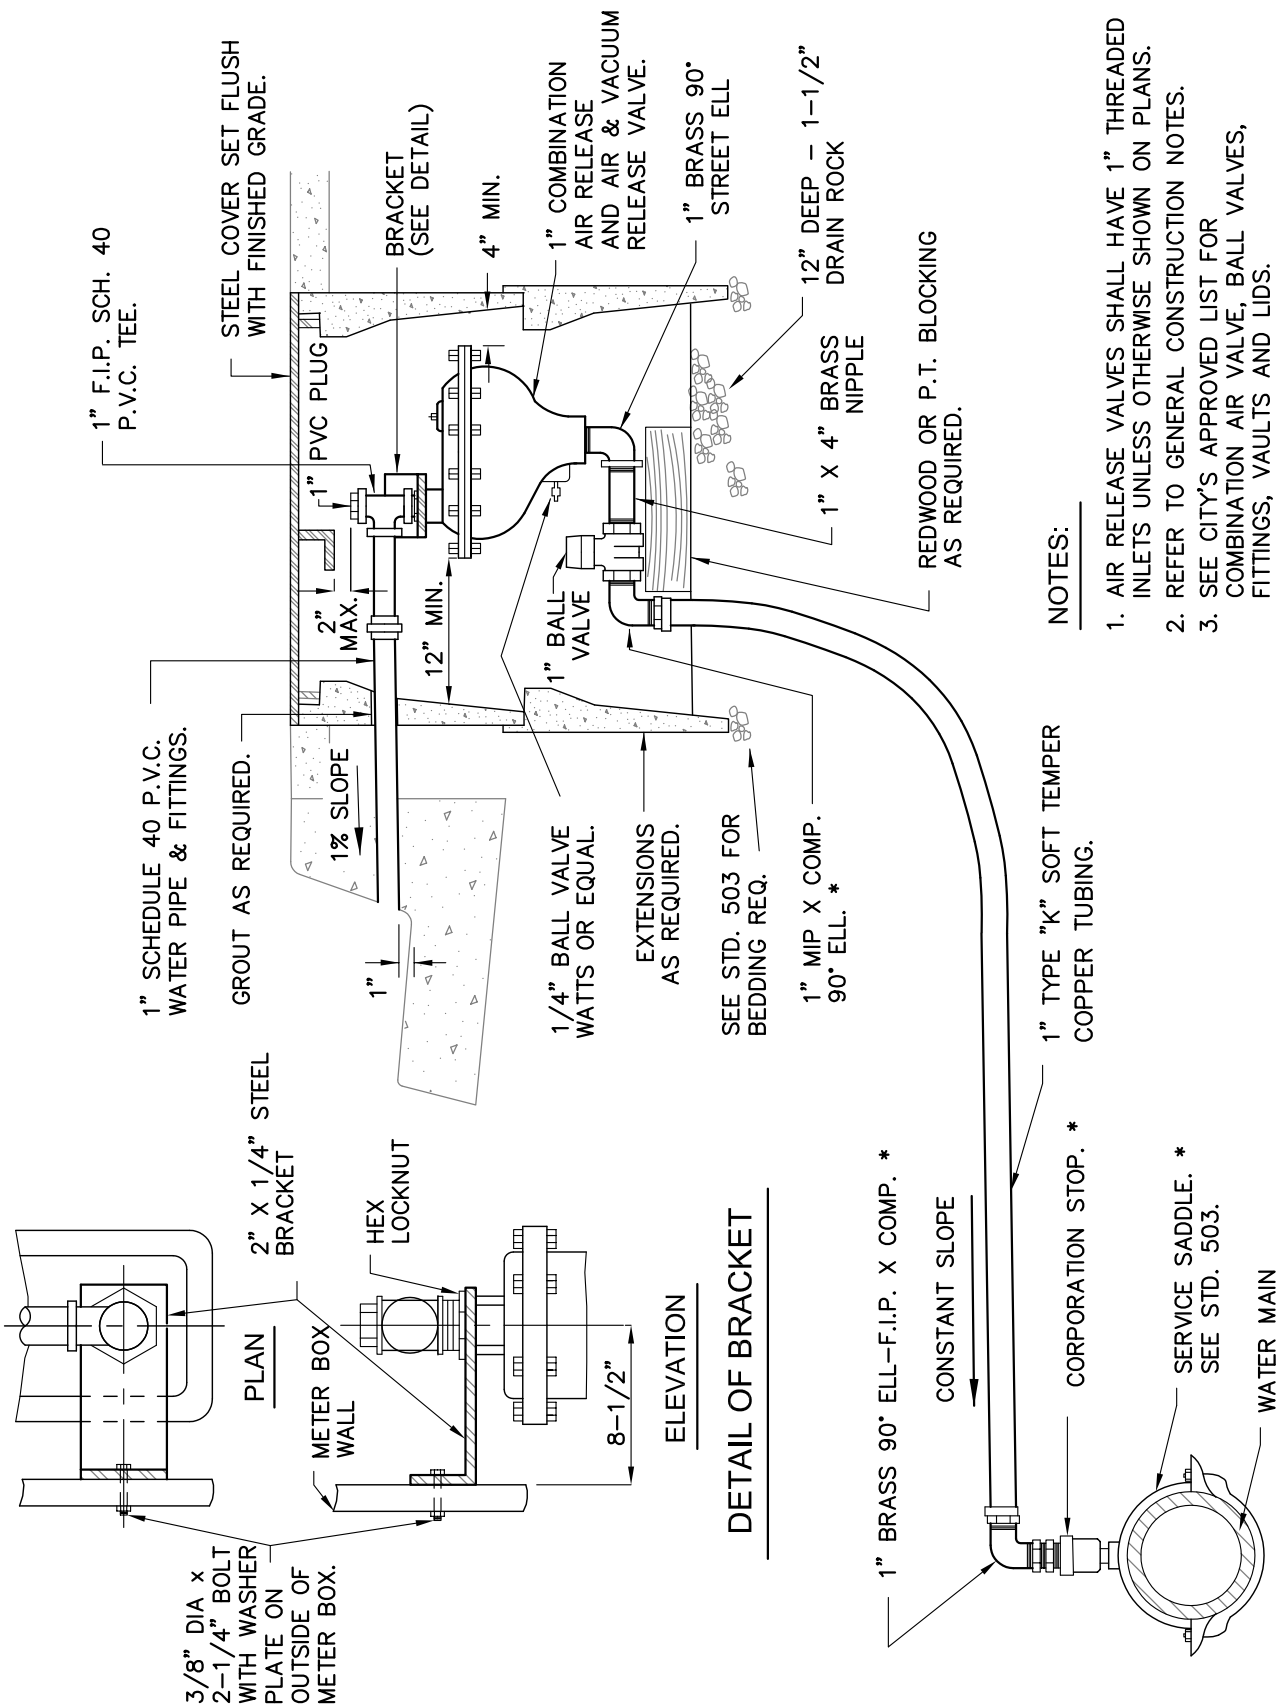 3/8" DIA x
2-1/4" BOLT
WITH WASHER
PLATE ON
OUTSIDE OF
METER BOX.
PLAN
2" X 1/4" STEEL
BRACKET
METER BOX
WALL
HEX
LOCKNUT
8-1/2"
ELEVATION
DETAIL OF BRACKET
1" F.I.P. SCH. 40
P.V.C. TEE.
STEEL COVER SET FLUSH
WITH FINISHED GRADE.
1" SCHEDULE 40 P.V.C.
WATER PIPE & FITTINGS.
GROUT AS REQUIRED.
1% SLOPE
1"
1" PVC PLUG
2"
MAX.
12" MIN.
BRACKET
(SEE DETAIL)
4" MIN.
1" COMBINATION
AIR RELEASE
AND AIR & VACUUM
RELEASE VALVE.
1" BALL
VALVE
1/4" BALL VALVE
WATTS OR EQUAL.
EXTENSIONS
AS REQUIRED.
SEE STD. 503 FOR
BEDDING REQ.
1" MIP X COMP.
90° ELL. *
1" BRASS 90°
STREET ELL
12" DEEP - 1-1/2"
DRAIN ROCK
1" X 4" BRASS
NIPPLE
REDWOOD OR P.T. BLOCKING
AS REQUIRED.
1" BRASS 90° ELL-F.I.P. X COMP. *
CONSTANT SLOPE
1" TYPE "K" SOFT TEMPER
COPPER TUBING.
CORPORATION STOP. *
SERVICE SADDLE. *
SEE STD. 503.
WATER MAIN
NOTES:
1. AIR RELEASE VALVES SHALL HAVE 1" THREADED
INLETS UNLESS OTHERWISE SHOWN ON PLANS.
2. REFER TO GENERAL CONSTRUCTION NOTES.
3. SEE CITY'S APPROVED LIST FOR
COMBINATION AIR VALVE, BALL VALVES,
FITTINGS, VAULTS AND LIDS.